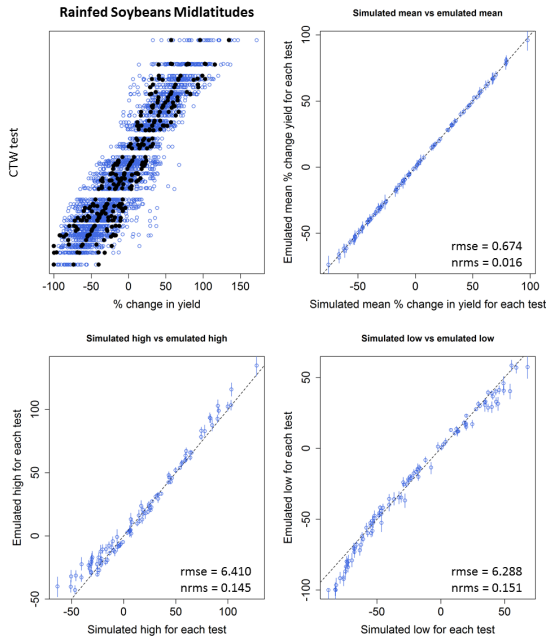 Rainfed Soybeans Midlatitudes
CTW test
-100 -50 0 50 100 150
% change in yield
Simulated mean vs emulated mean
Emulated mean % change yield for each test
100
50
0
-50
rmse = 0.674
nrms = 0.016
-50 0 50 100
Simulated mean % change in yield for each test
Simulated high vs emulated high
Emulated high for each test
100
50
0
-50
rmse = 6.410
nrms = 0.145
-50 0 50 100
Simulated high for each test
Simulated low vs emulated low
Emulated low for each test
50
0
-50
-100
rmse = 6.288
nrms = 0.151
-50 0 50
Simulated low for each test